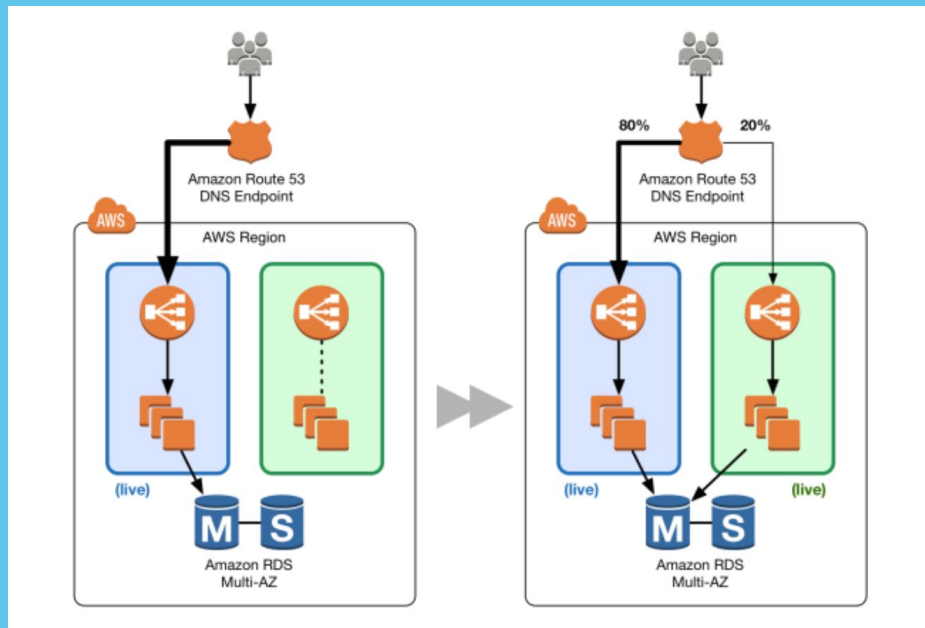 Amazon Route 53
DNS Endpoint
AWS
AWS Region
(live)
M S
Amazon RDS
Multi-AZ
80% 20%
Amazon Route 53
DNS Endpoint
AWS
AWS Region
(live) (live)
M S
Amazon RDS
Multi-AZ